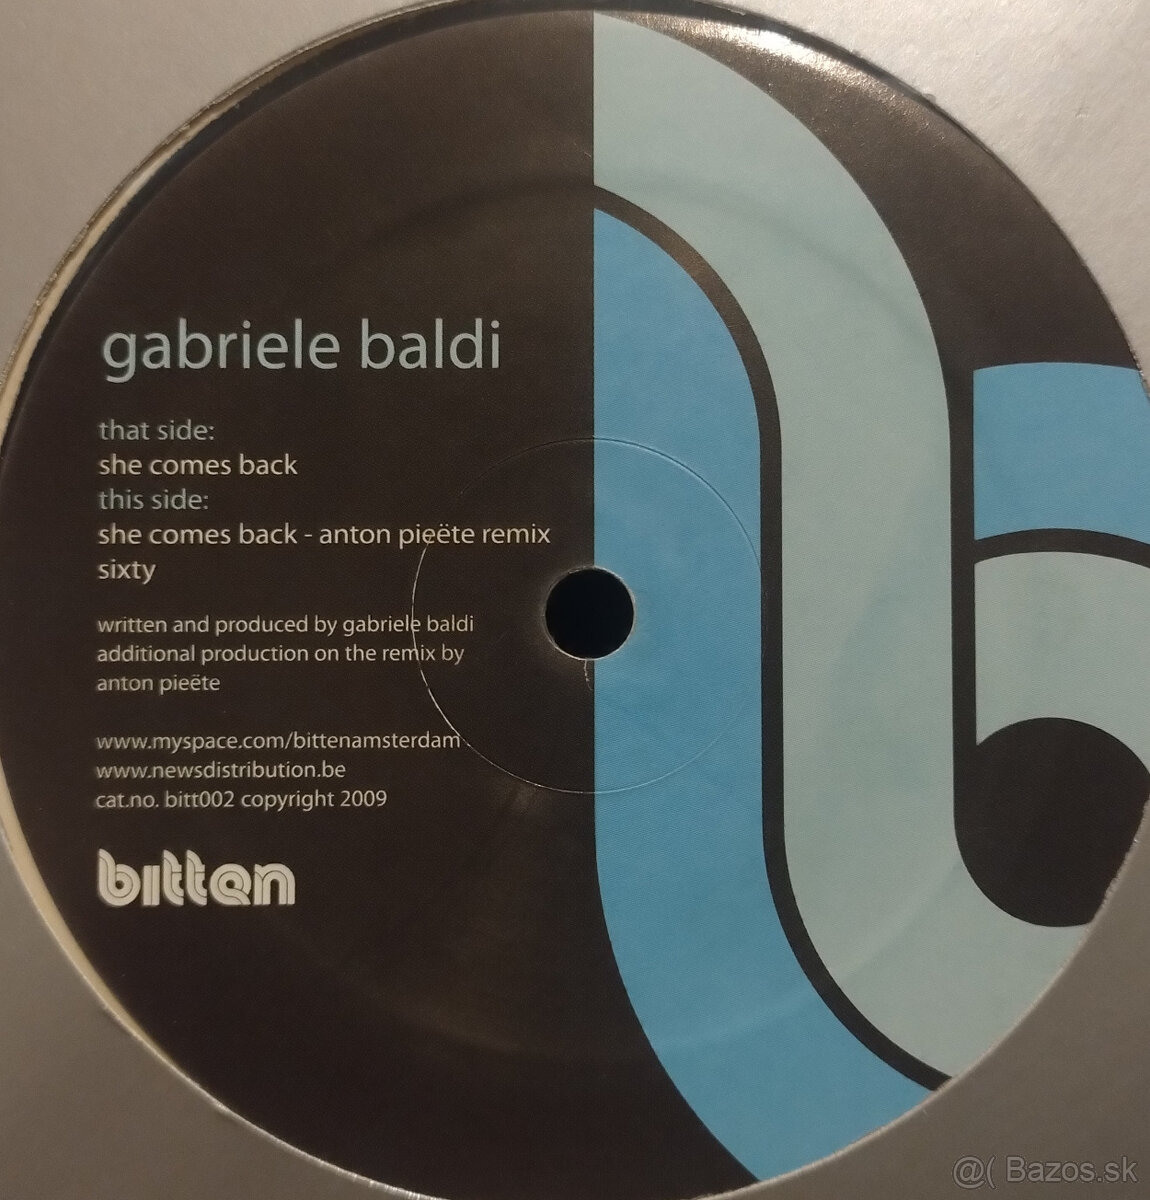 gabriele baldi
that side:
she comes back
this side:
she comes back - anton pieëte remix
sixty
written and produced by gabriele baldi
additional production on the remix by
anton pieëte
www.myspace.com/bittenamsterdam
www.newsdistribution.be
cat.no. bitt002 copyright 2009
bitten
@( Bazos.sk